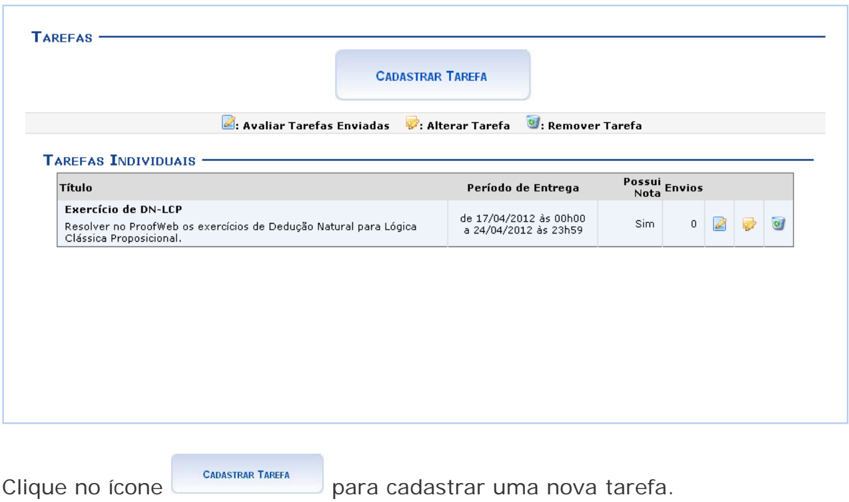 TAREFAS
CADASTRAR TAREFA
: Avaliar Tarefas Enviadas : Alterar Tarefa : Remover Tarefa
TAREFAS INDIVIDUAIS
Título Período de Entrega Possui Nota Envios
Exercício de DN-LCP
Resolver no ProofWeb os exercícios de Dedução Natural para Lógica
Clássica Proposicional.
de 17/04/2012 às 00h00
a 24/04/2012 às 23h59
Sim 0
Clique no ícone CADASTRAR TAREFA para cadastrar uma nova tarefa.